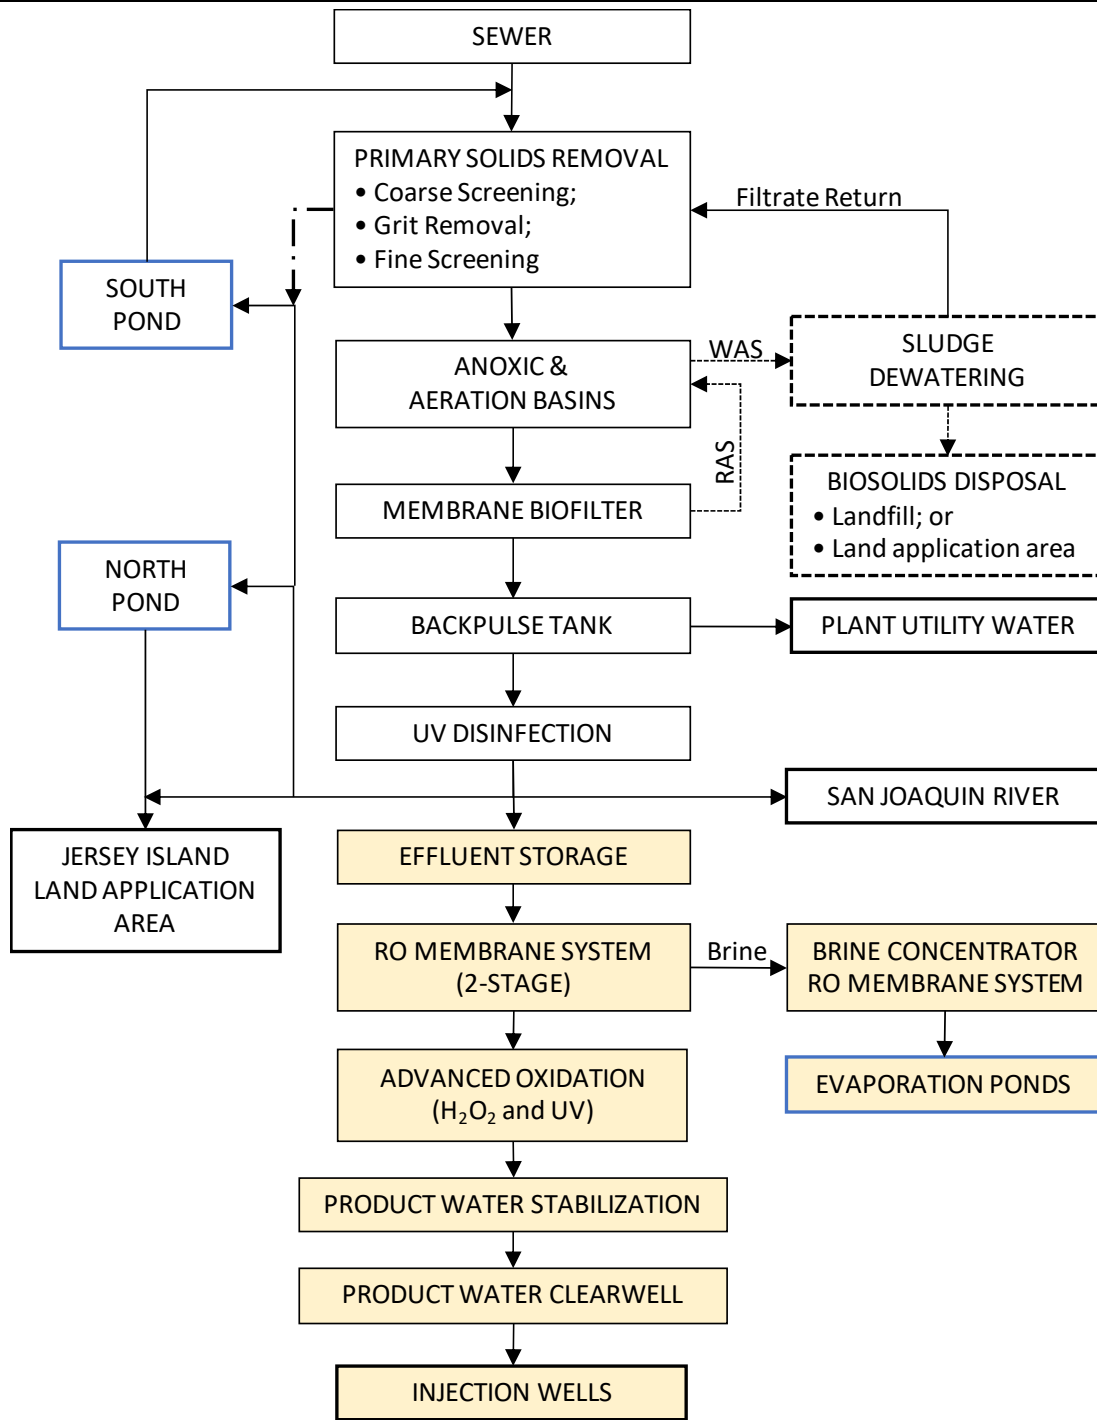 SEWER
PRIMARY SOLIDS REMOVAL
• Coarse Screening;
• Grit Removal;
• Fine Screening
Filtrate Return
SOUTH
POND
ANOXIC &
AERATION BASINS
WAS
SLUDGE
DEWATERING
RAS
BIOSOLIDS DISPOSAL
• Landfill; or
• Land application area
MEMBRANE BIOFILTER
NORTH
POND
BACKPULSE TANK
PLANT UTILITY WATER
UV DISINFECTION
SAN JOAQUIN RIVER
JERSEY ISLAND
LAND APPLICATION
AREA
EFFLUENT STORAGE
RO MEMBRANE SYSTEM
(2-STAGE)
Brine
BRINE CONCENTRATOR
RO MEMBRANE SYSTEM
ADVANCED OXIDATION
(H₂O₂ and UV)
EVAPORATION PONDS
PRODUCT WATER STABILIZATION
PRODUCT WATER CLEARWELL
INJECTION WELLS